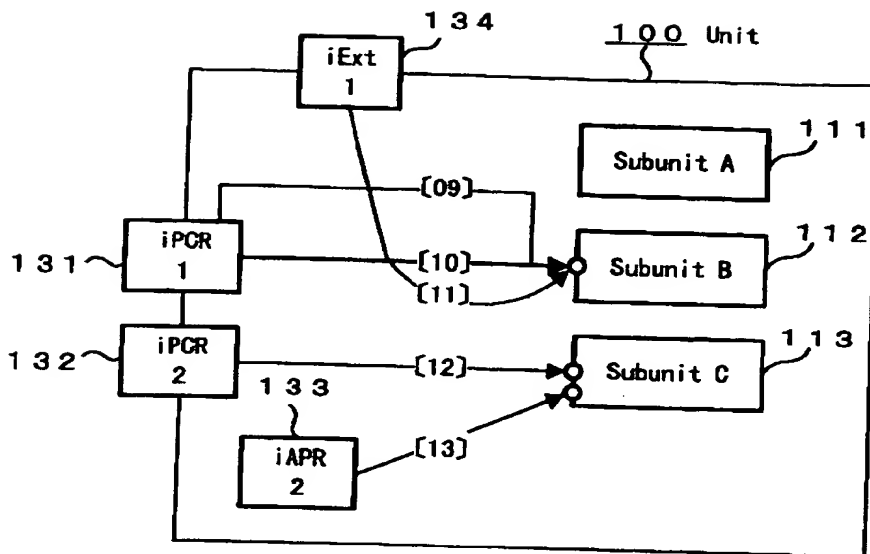 134
100 Unit
iExt
1
111
Subunit A
[09]
112
iPCR
1
131
[10]
Subunit B
[11]
113
iPCR
2
132
[12]
Subunit C
133
iAPR
2
[13]